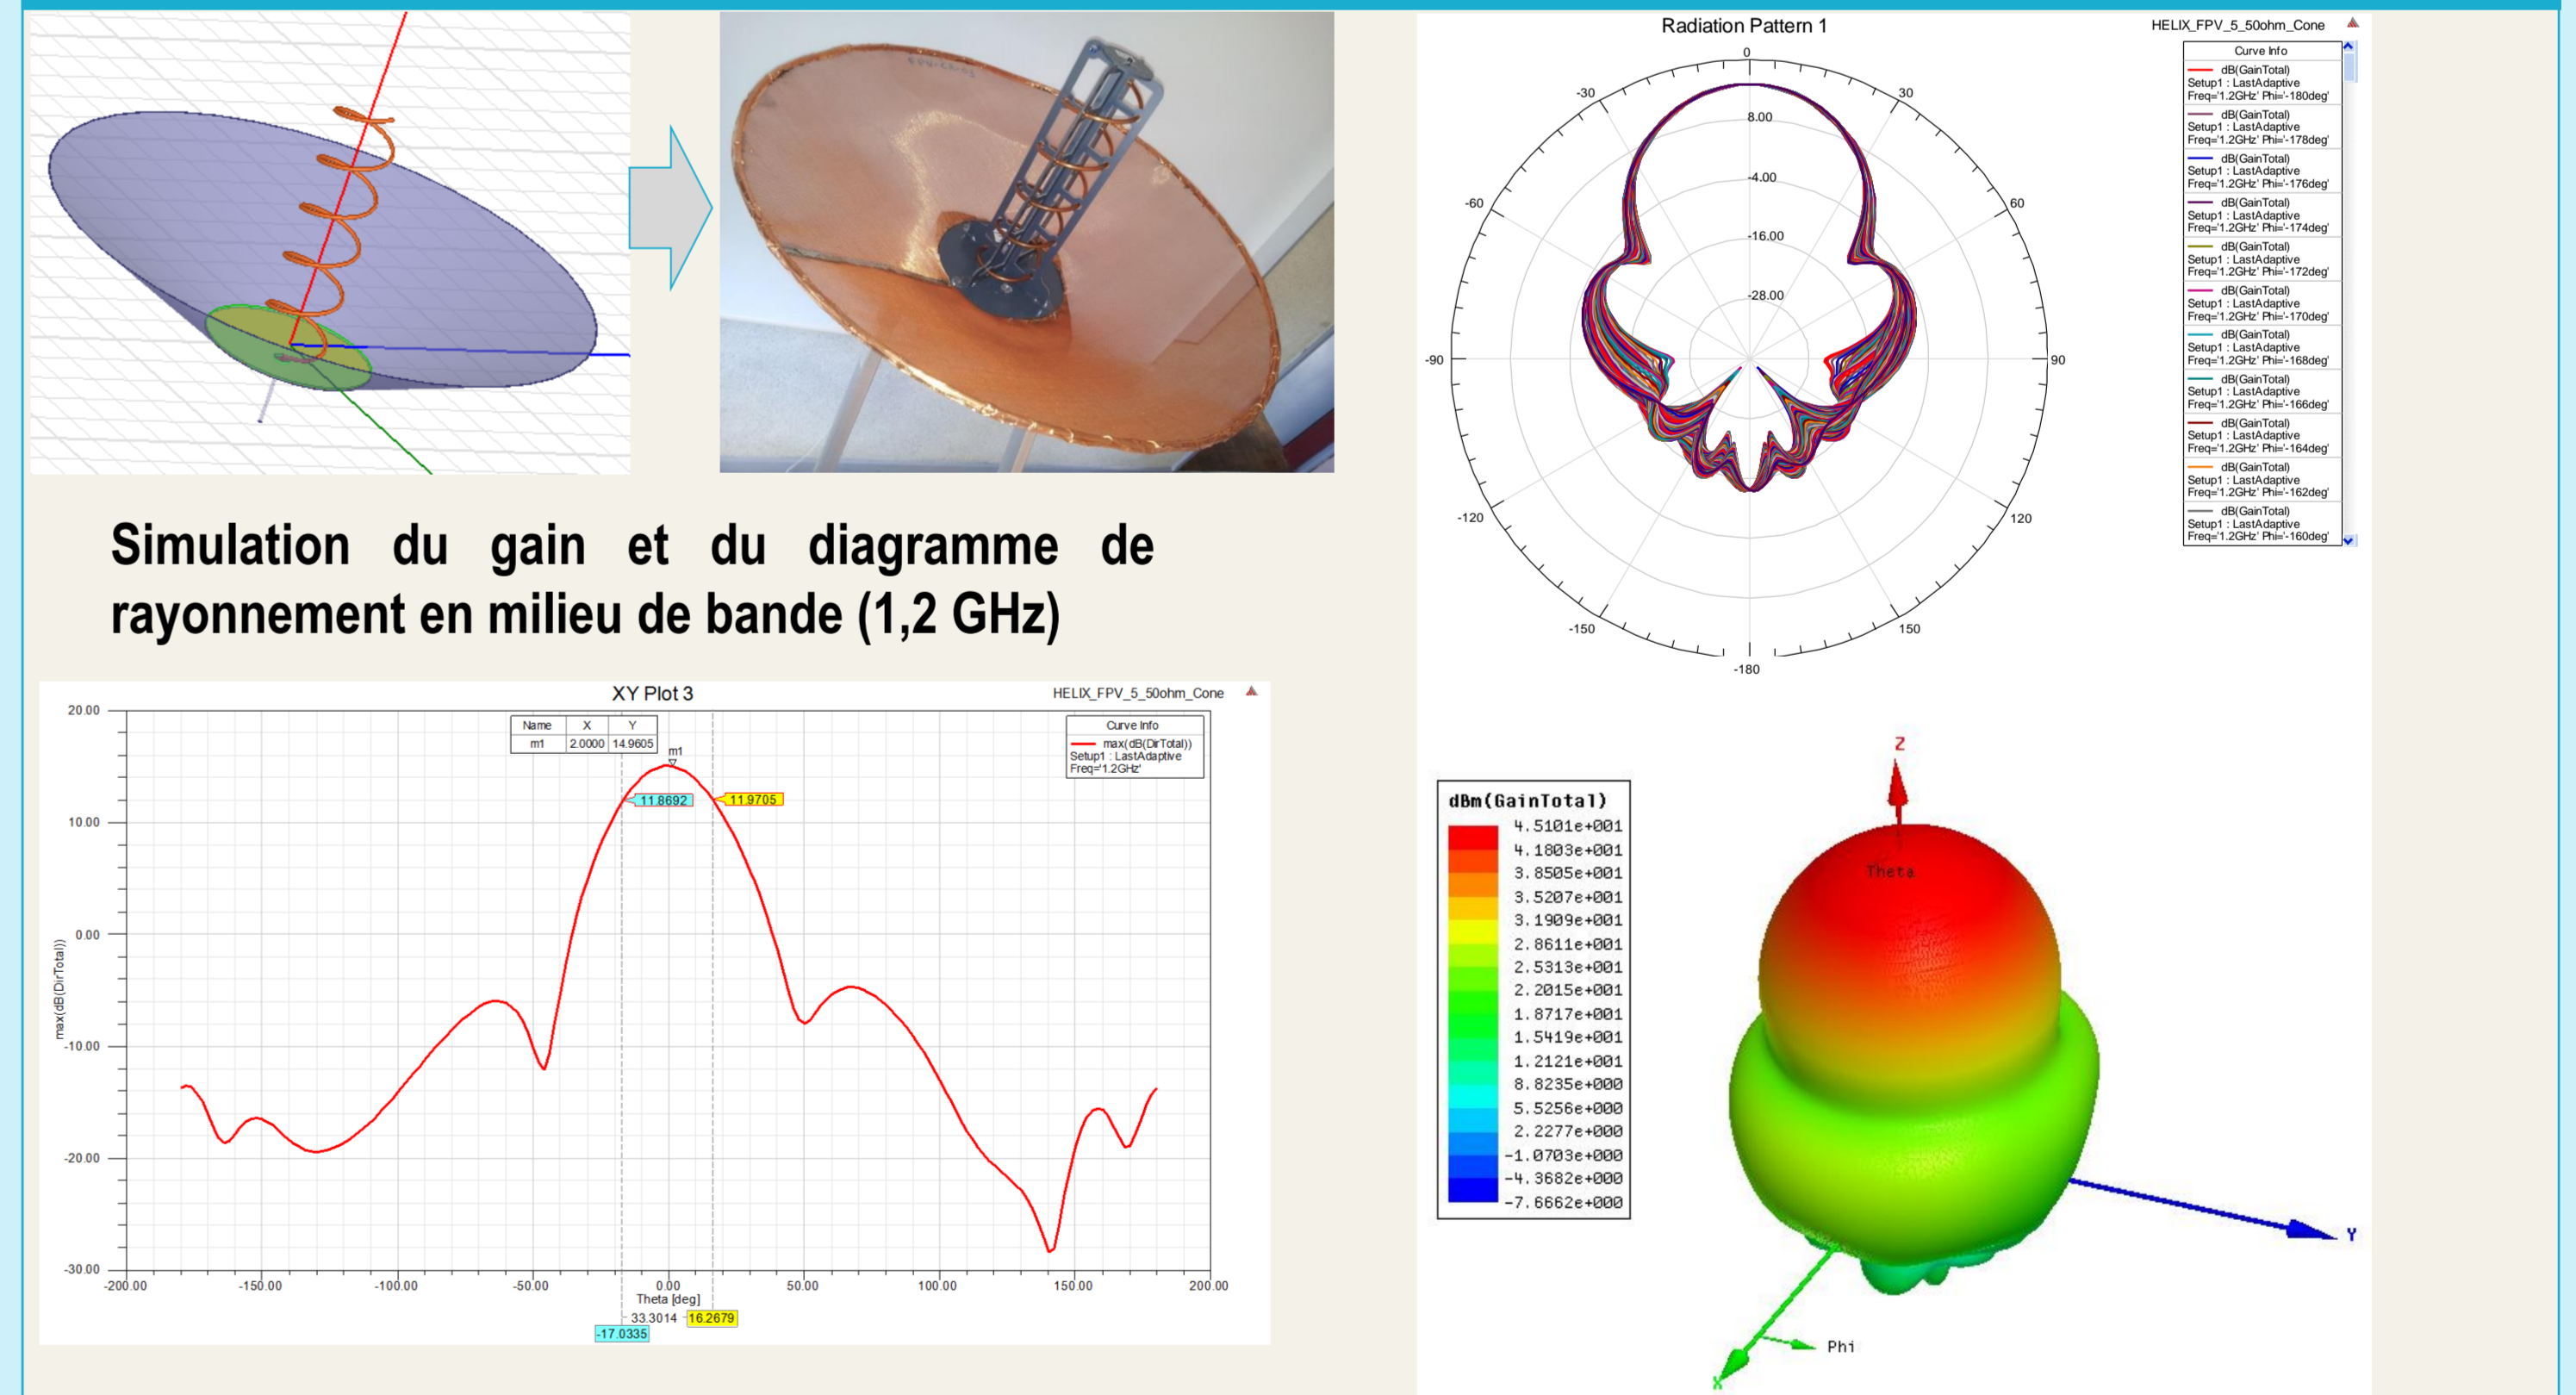 Radiation Pattern 1
HELIX_FPV_5_50ohm_Cone
Curve Info
dB(GainTotal)
Setup1 : LastAdaptive
Freq='1.2GHz' Phi='-180deg'
dB(GainTotal)
Setup1 : LastAdaptive
Freq='1.2GHz' Phi='-178deg'
dB(GainTotal)
Setup1 : LastAdaptive
Freq='1.2GHz' Phi='-176deg'
dB(GainTotal)
Setup1 : LastAdaptive
Freq='1.2GHz' Phi='-174deg'
dB(GainTotal)
Setup1 : LastAdaptive
Freq='1.2GHz' Phi='-172deg'
dB(GainTotal)
Setup1 : LastAdaptive
Freq='1.2GHz' Phi='-170deg'
dB(GainTotal)
Setup1 : LastAdaptive
Freq='1.2GHz' Phi='-168deg'
dB(GainTotal)
Setup1 : LastAdaptive
Freq='1.2GHz' Phi='-166deg'
dB(GainTotal)
Setup1 : LastAdaptive
Freq='1.2GHz' Phi='-164deg'
dB(GainTotal)
Setup1 : LastAdaptive
Freq='1.2GHz' Phi='-162deg'
dB(GainTotal)
Setup1 : LastAdaptive
Freq='1.2GHz' Phi='-160deg'
0
-30 30
8.00
-4.00
-60 60
-16.00
-28.00
-90 90
-120 120
-150 150
-180
Simulation du gain et du diagramme de
rayonnement en milieu de bande (1,2 GHz)
XY Plot 3
HELIX_FPV_5_50ohm_Cone
Name X Y
m1 2.0000 14.9605
m1
Curve Info
max(dB(DirTotal))
Setup1 : LastAdaptive
Freq='1.2GHz'
11.8692
11.9705
20.00
10.00
0.00
-10.00
-20.00
-30.00
max(dB(DirTotal))
-200.00 -150.00 -100.00 -50.00 0.00 50.00 100.00 150.00 200.00
Theta [deg]
33.3014
16.2679
-17.0335
dBm(GainTotal)
4.5101e+001
4.1803e+001
3.8505e+001
3.5207e+001
3.1909e+001
2.8611e+001
2.5313e+001
2.2015e+001
1.8717e+001
1.5419e+001
1.2121e+001
8.8235e+000
5.5256e+000
2.2277e+000
-1.0703e+000
-4.3682e+000
-7.6662e+000
Z
Theta
Y
Phi
X